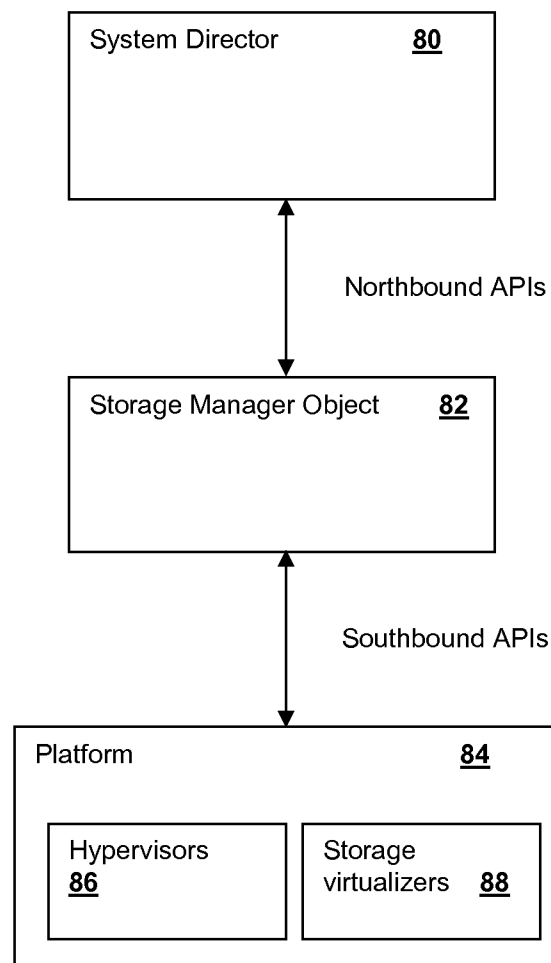 System Director 80
Northbound APIs
Storage Manager Object 82
Southbound APIs
Platform 84
Hypervisors
86
Storage
virtualizers 88